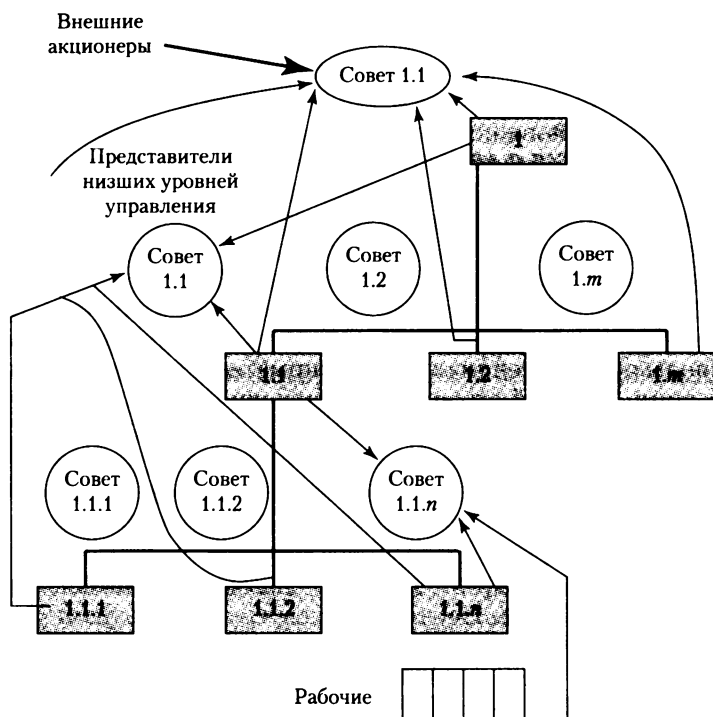 Внешние
акционеры
Совет 1.1
1
Представители
низших уровней
управления
Совет
1.1
Совет
1.2
Совет
1.m
1.1
1.2
1.m
Совет
1.1.1
Совет
1.1.2
Совет
1.1.n
1.1.1
1.1.2
1.1.n
Рабочие